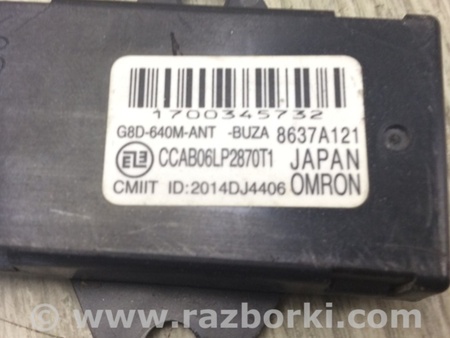 1700345732
G8D-640M-ANT -BUZA 8637A121
CCAB06LP2870T1 JAPAN
CMIIT ID:2014DJ4406 OMRON
© www.razborki.com